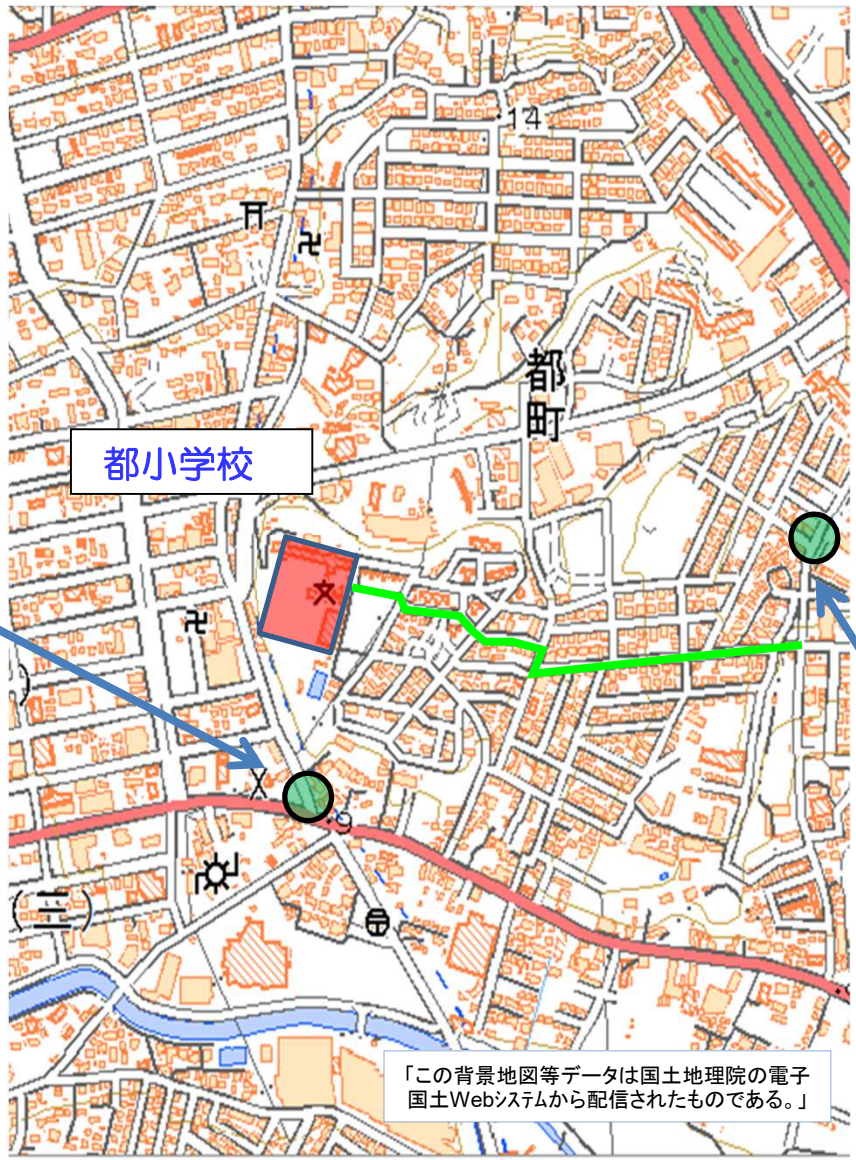 14
都
町
都小学校
9
(三)
「この背景地図等データは国土地理院の電子
国土Webシステムから配信されたものである。」